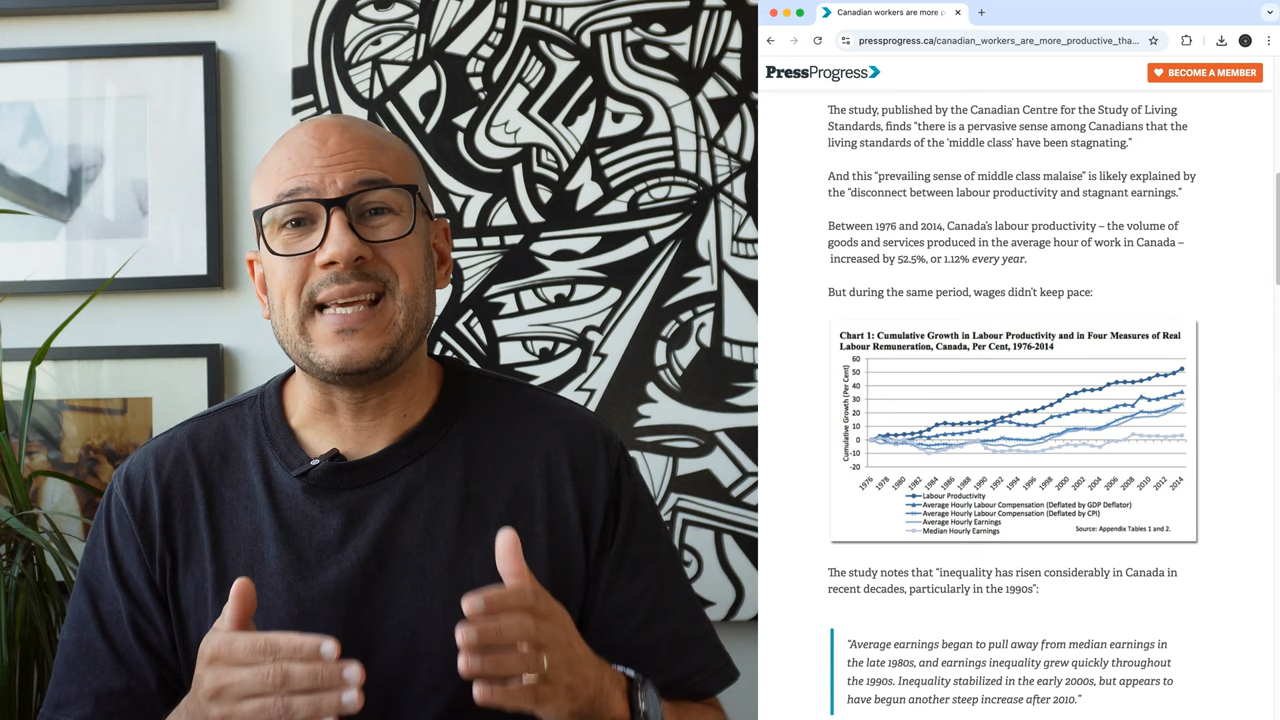 Canadian workers are more p
pressprogress.ca/canadian_workers_are_more_productive_tha...
PressProgress
BECOME A MEMBER
The study, published by the Canadian Centre for the Study of Living
Standards, finds “there is a pervasive sense among Canadians that the
living standards of the ‘middle class’ have been stagnating.”
And this “prevailing sense of middle class malaise” is likely explained by
the “disconnect between labour productivity and stagnant earnings.”
Between 1976 and 2014, Canada’s labour productivity – the volume of
goods and services produced in the average hour of work in Canada –
increased by 52.5%, or 1.12% every year.
But during the same period, wages didn’t keep pace:
Chart 1: Cumulative Growth in Labour Productivity and in Four Measures of Real
Labour Remuneration, Canada, Per Cent, 1976-2014
Cumulative Growth (Per Cent)
60
50
40
30
20
10
0
-10
-20
1976 1978 1980 1982 1984 1986 1988 1990 1992 1994 1996 1998 2000 2002 2004 2006 2008 2010 2012 2014
Labour Productivity
Average Hourly Labour Compensation (Deflated by GDP Deflator)
Average Hourly Labour Compensation (Deflated by CPI)
Average Hourly Earnings
Median Hourly Earnings
Source: Appendix Tables 1 and 2.
The study notes that “inequality has risen considerably in Canada in
recent decades, particularly in the 1990s”:
“Average earnings began to pull away from median earnings in
the late 1980s, and earnings inequality grew quickly throughout
the 1990s. Inequality stabilized in the early 2000s, but appears to
have begun another steep increase after 2010.”